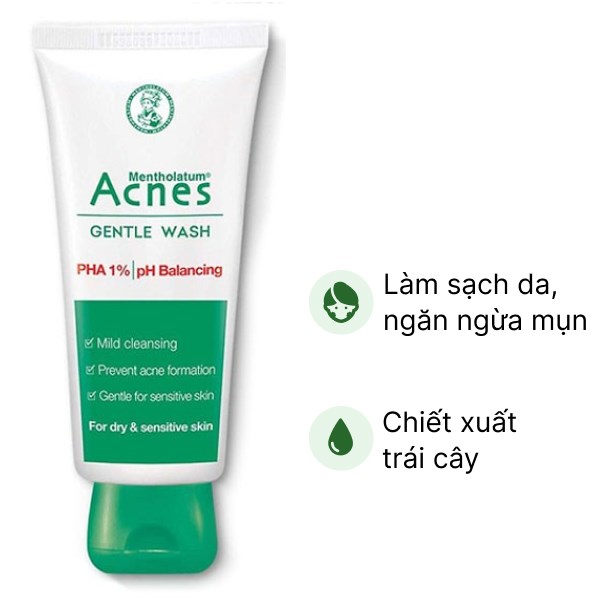 Mentholatum®
Acnes
GENTLE WASH
PHA 1% | pH Balancing
Mild cleansing
Prevent acne formation
Gentle for sensitive skin
For dry & sensitive skin
Làm sạch da,
ngăn ngừa mụn
Chiết xuất
trái cây